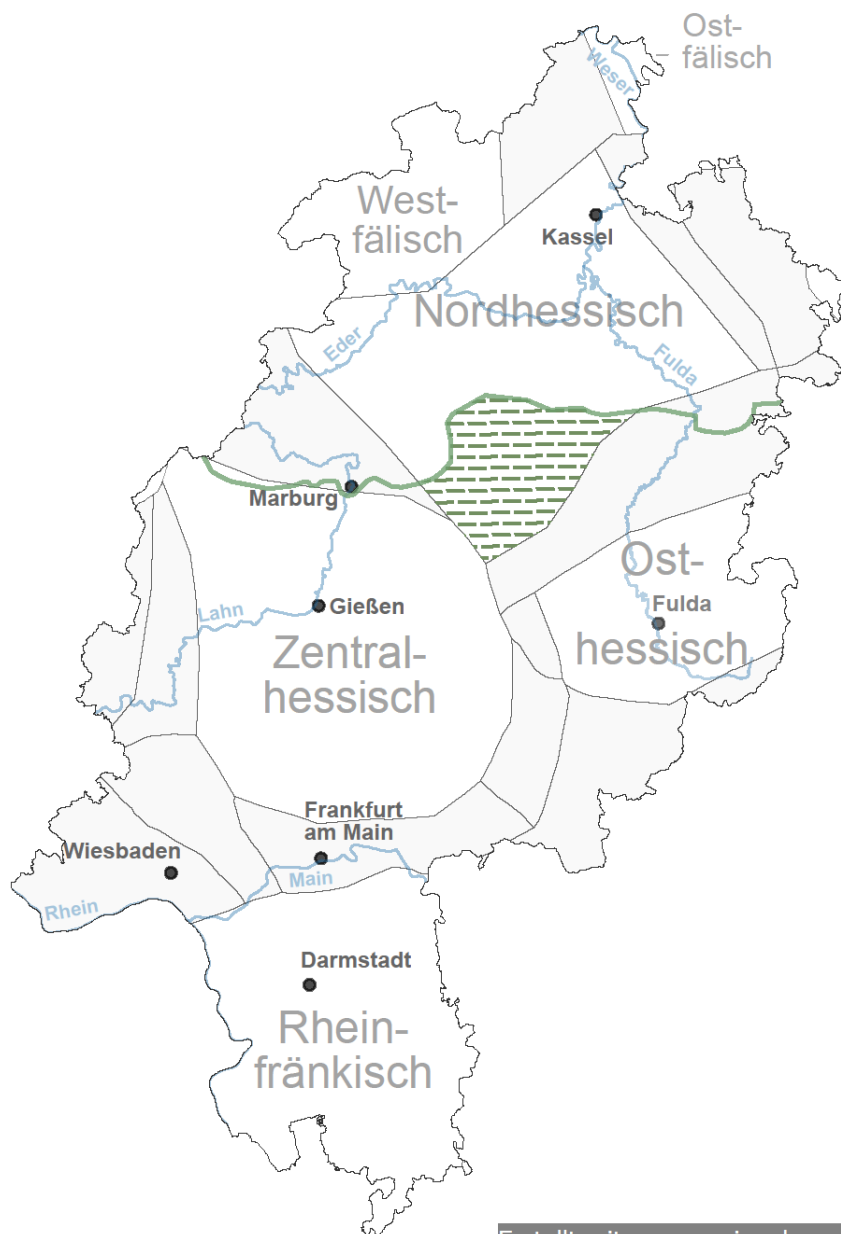 Ost-
fälisch
Weser
West-
fälisch
Kassel
Nordhessisch
Eder
Fulda
Marburg
Ost-
Fulda
hessisch
Gießen
Lahn
Zentral-
hessisch
Frankfurt
am Main
Wiesbaden
Main
Rhein
Darmstadt
Rhein-
fränkisch